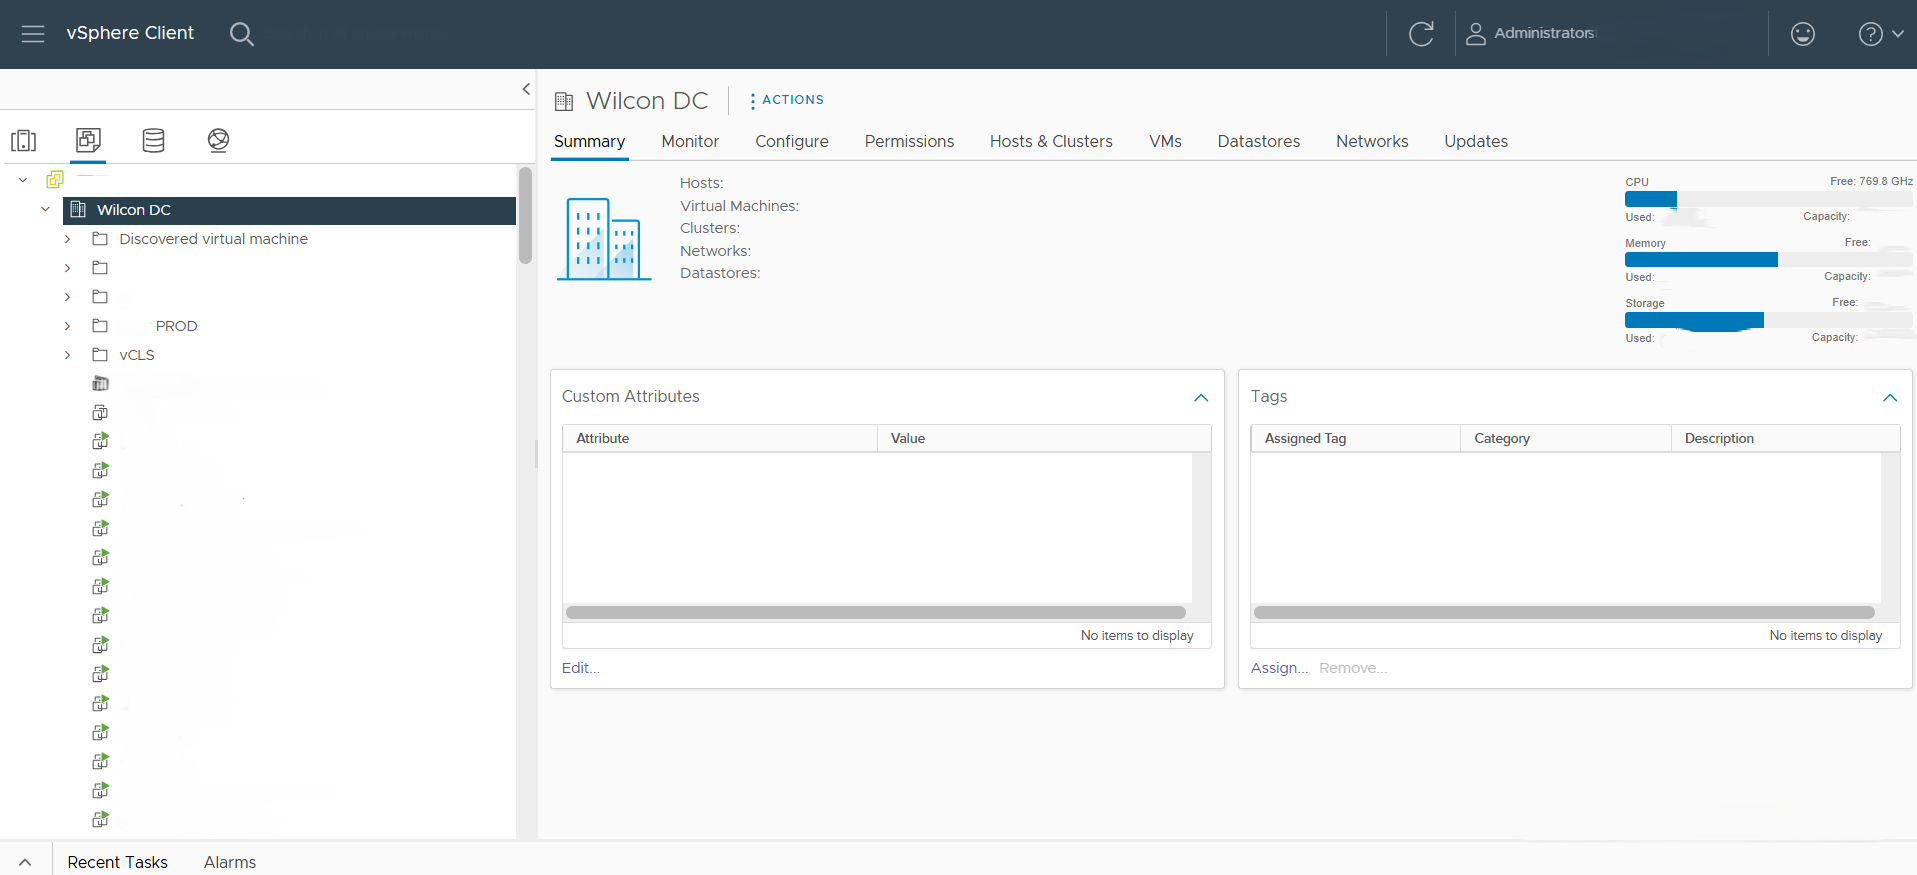 vSphere Client
Administrator
Wilcon DC
ACTIONS
Summary Monitor Configure Permissions Hosts & Clusters VMs Datastores Networks Updates
Wilcon DC
Discovered virtual machine
PROD
vCLS
Hosts:
Virtual Machines:
Clusters:
Networks:
Datastores:
CPU Free: 769.8 GHz
Used: Capacity:
Memory Free:
Used: Capacity:
Storage Free:
Used: Capacity:
Custom Attributes
Attribute Value
No items to display
Edit...
Tags
Assigned Tag Category Description
No items to display
Assign... Remove...
Recent Tasks Alarms